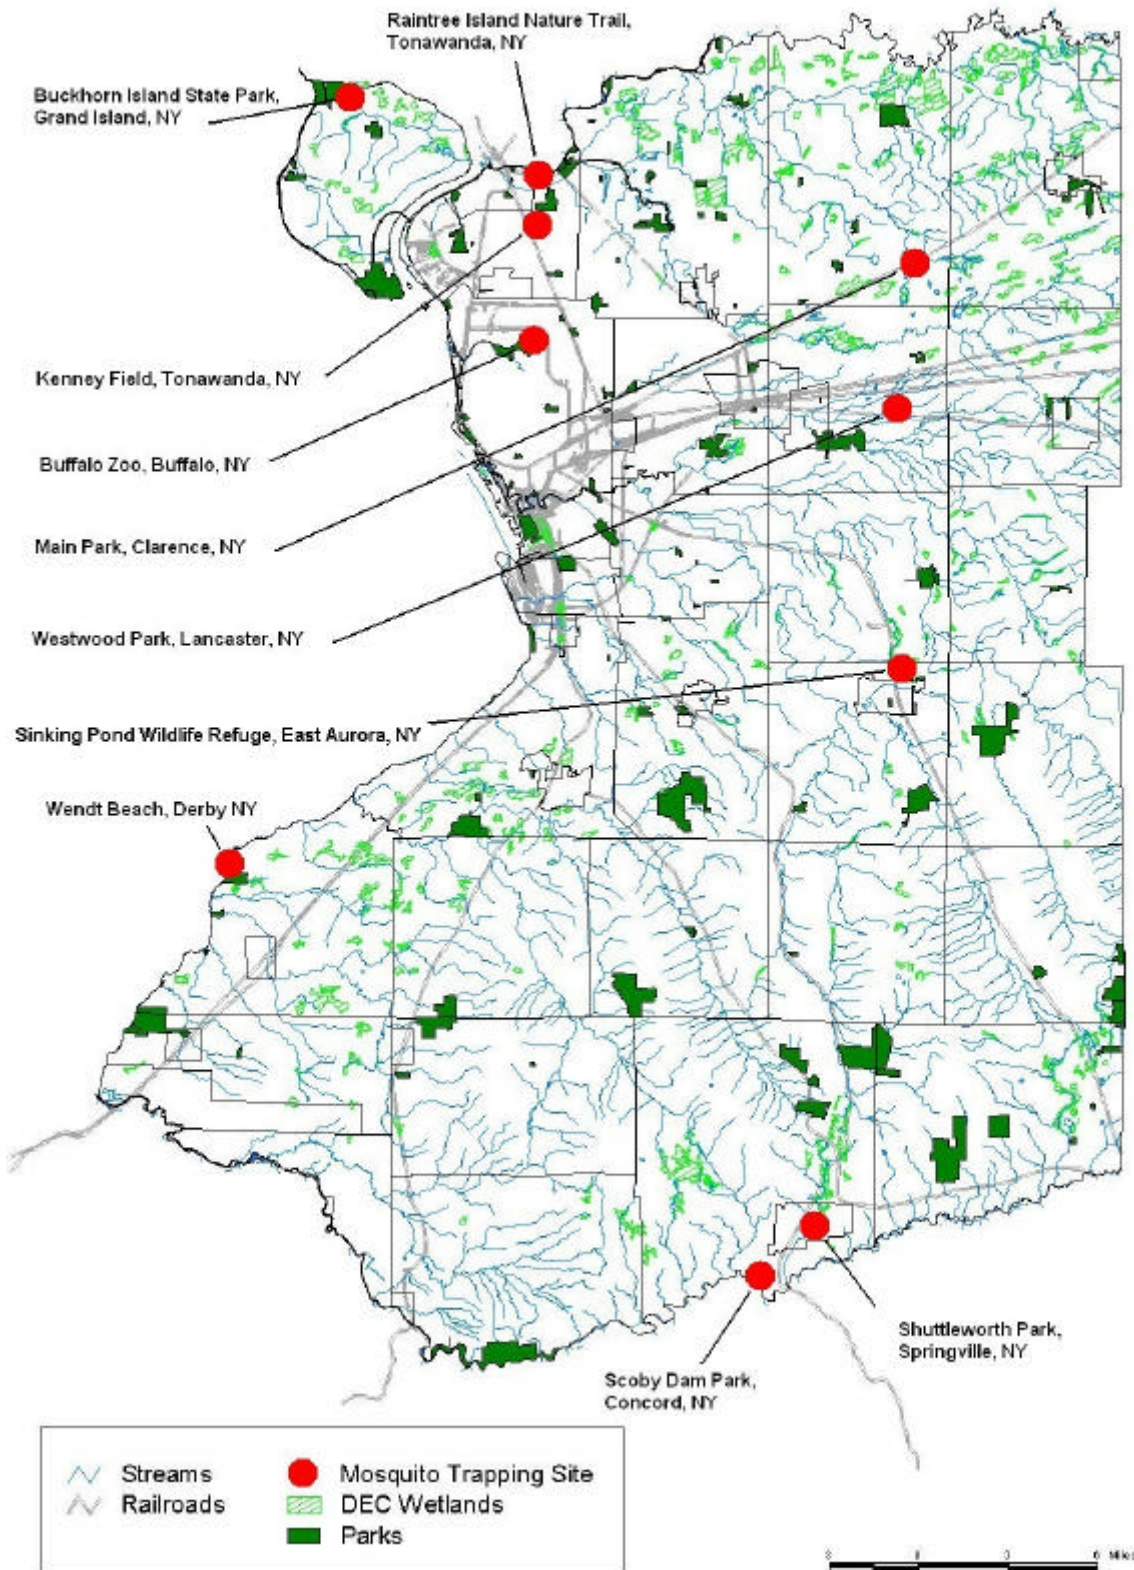 Raintree Island Nature Trail,
Tonawanda, NY
Buckhorn Island State Park,
Grand Island, NY
Kenney Field, Tonawanda, NY
Buffalo Zoo, Buffalo, NY
Main Park, Clarence, NY
Westwood Park, Lancaster, NY
Sinking Pond Wildlife Refuge, East Aurora, NY
Wendt Beach, Derby NY
Shuttleworth Park,
Springville, NY
Scoby Dam Park,
Concord, NY
Streams
Railroads
Mosquito Trapping Site
DEC Wetlands
Parks
6 Miles